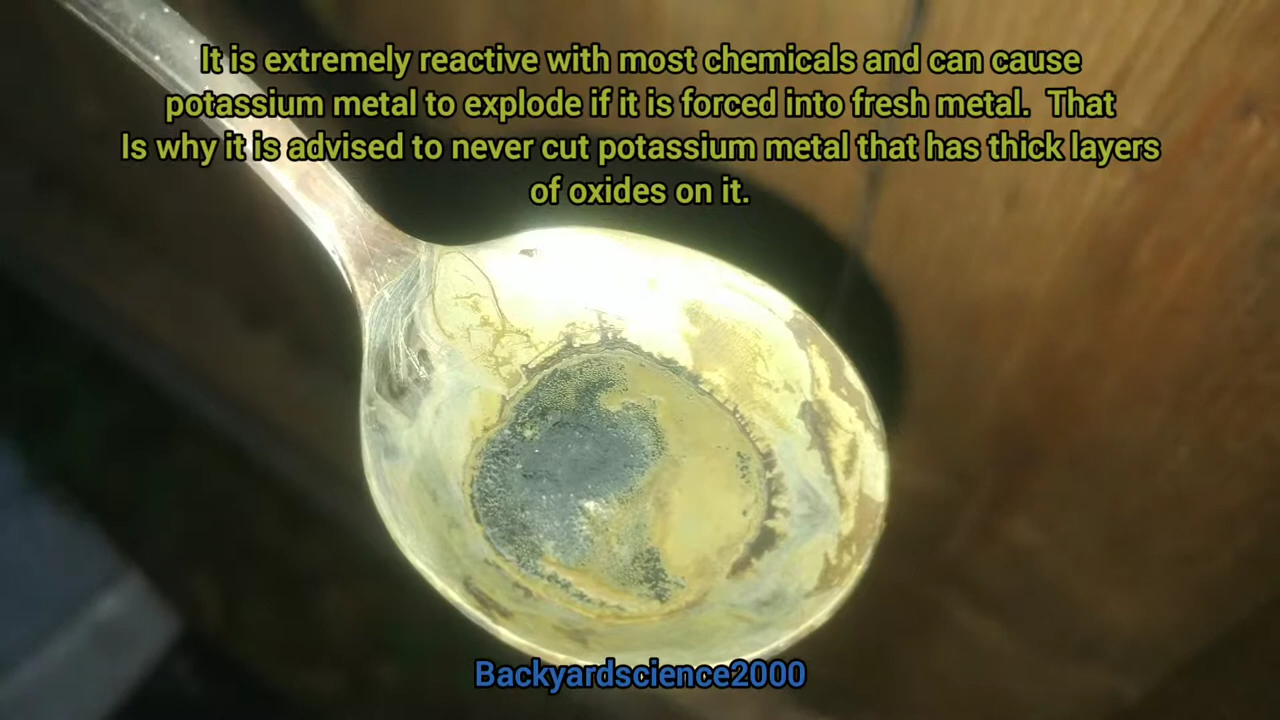 It is extremely reactive with most chemicals and can cause
potassium metal to explode if it is forced into fresh metal.  That
Is why it is advised to never cut potassium metal that has thick layers
of oxides on it.
Backyardscience2000